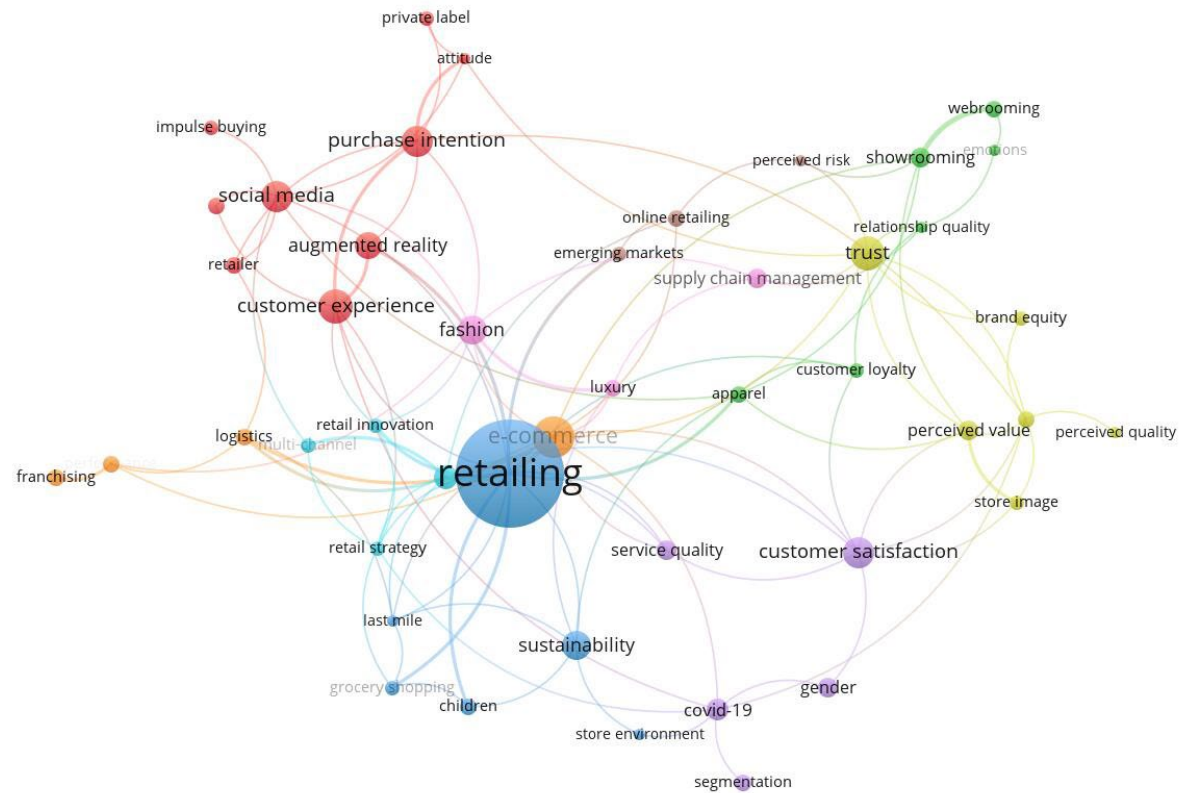 private label
attitude
webrooming
impulse buying
purchase intention
emotions
showrooming
perceived risk
social media
online retailing
relationship quality
augmented reality
trust
emerging markets
retailer
supply chain management
customer experience
brand equity
fashion
customer loyalty
luxury
apparel
retail innovation
perceived value
perceived quality
logistics
e-commerce
multi-channel
retailing
franchising
store image
retail strategy
service quality
customer satisfaction
last mile
sustainability
grocery shopping
gender
children
covid-19
store environment
segmentation